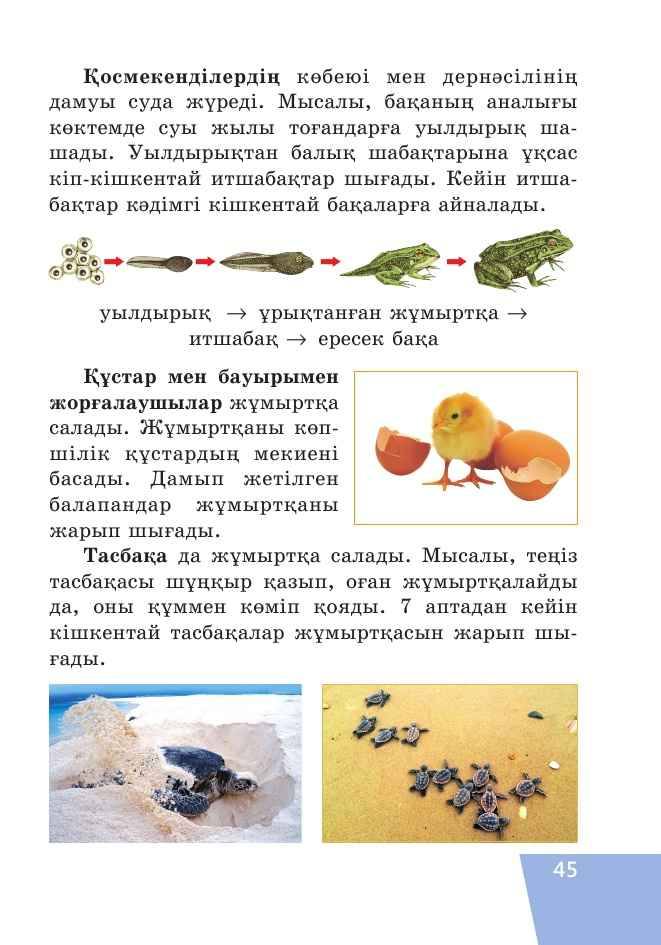 Қосмекенділердің көбеюі мен дернәсілінің
дамуы суда жүреді. Мысалы, бақаның аналығы
көктемде суы жылы тоғандарға уылдырық ша-
шады. Уылдырықтан балық шабақтарына ұқсас
кіп-кішкентай итшабақтар шығады. Кейін итша-
бақтар кәдімгі кішкентай бақаларға айналады.
уылдырық → ұрықтанған жұмыртқа →
итшабақ → ересек бақа
Құстар мен бауырымен
жорғалаушылар жұмыртқа
салады. Жұмыртқаны көп-
шілік құстардың мекиені
басады. Дамып жетілген
балапандар жұмыртқаны
жарып шығады.
Тасбақа да жұмыртқа салады. Мысалы, теңіз
тасбақасы шұңқыр қазып, оған жұмыртқалайды
да, оны құммен көміп қояды. 7 аптадан кейін
кішкентай тасбақалар жұмыртқасын жарып шы-
ғады.
45